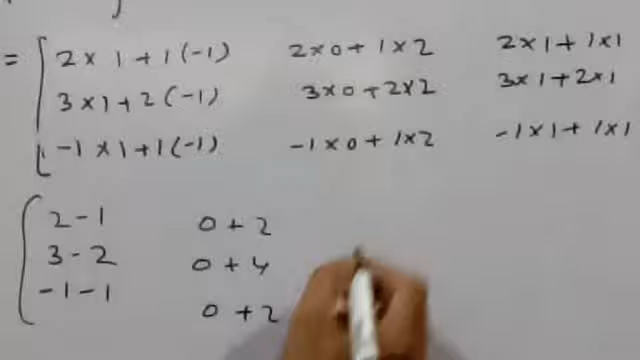 = [ 2 × 1 + 1 (-1) 2×0 + 1×2 2×1 + 1×1
3×1 + 2 (-1) 3×0 + 2×2 3×1 + 2×1
-1 × 1 + 1 (-1) -1×0 + 1×2 -1×1 + 1×1
[ 2 - 1 0 + 2
3 - 2 0 + 4
-1 - 1 0 + 2